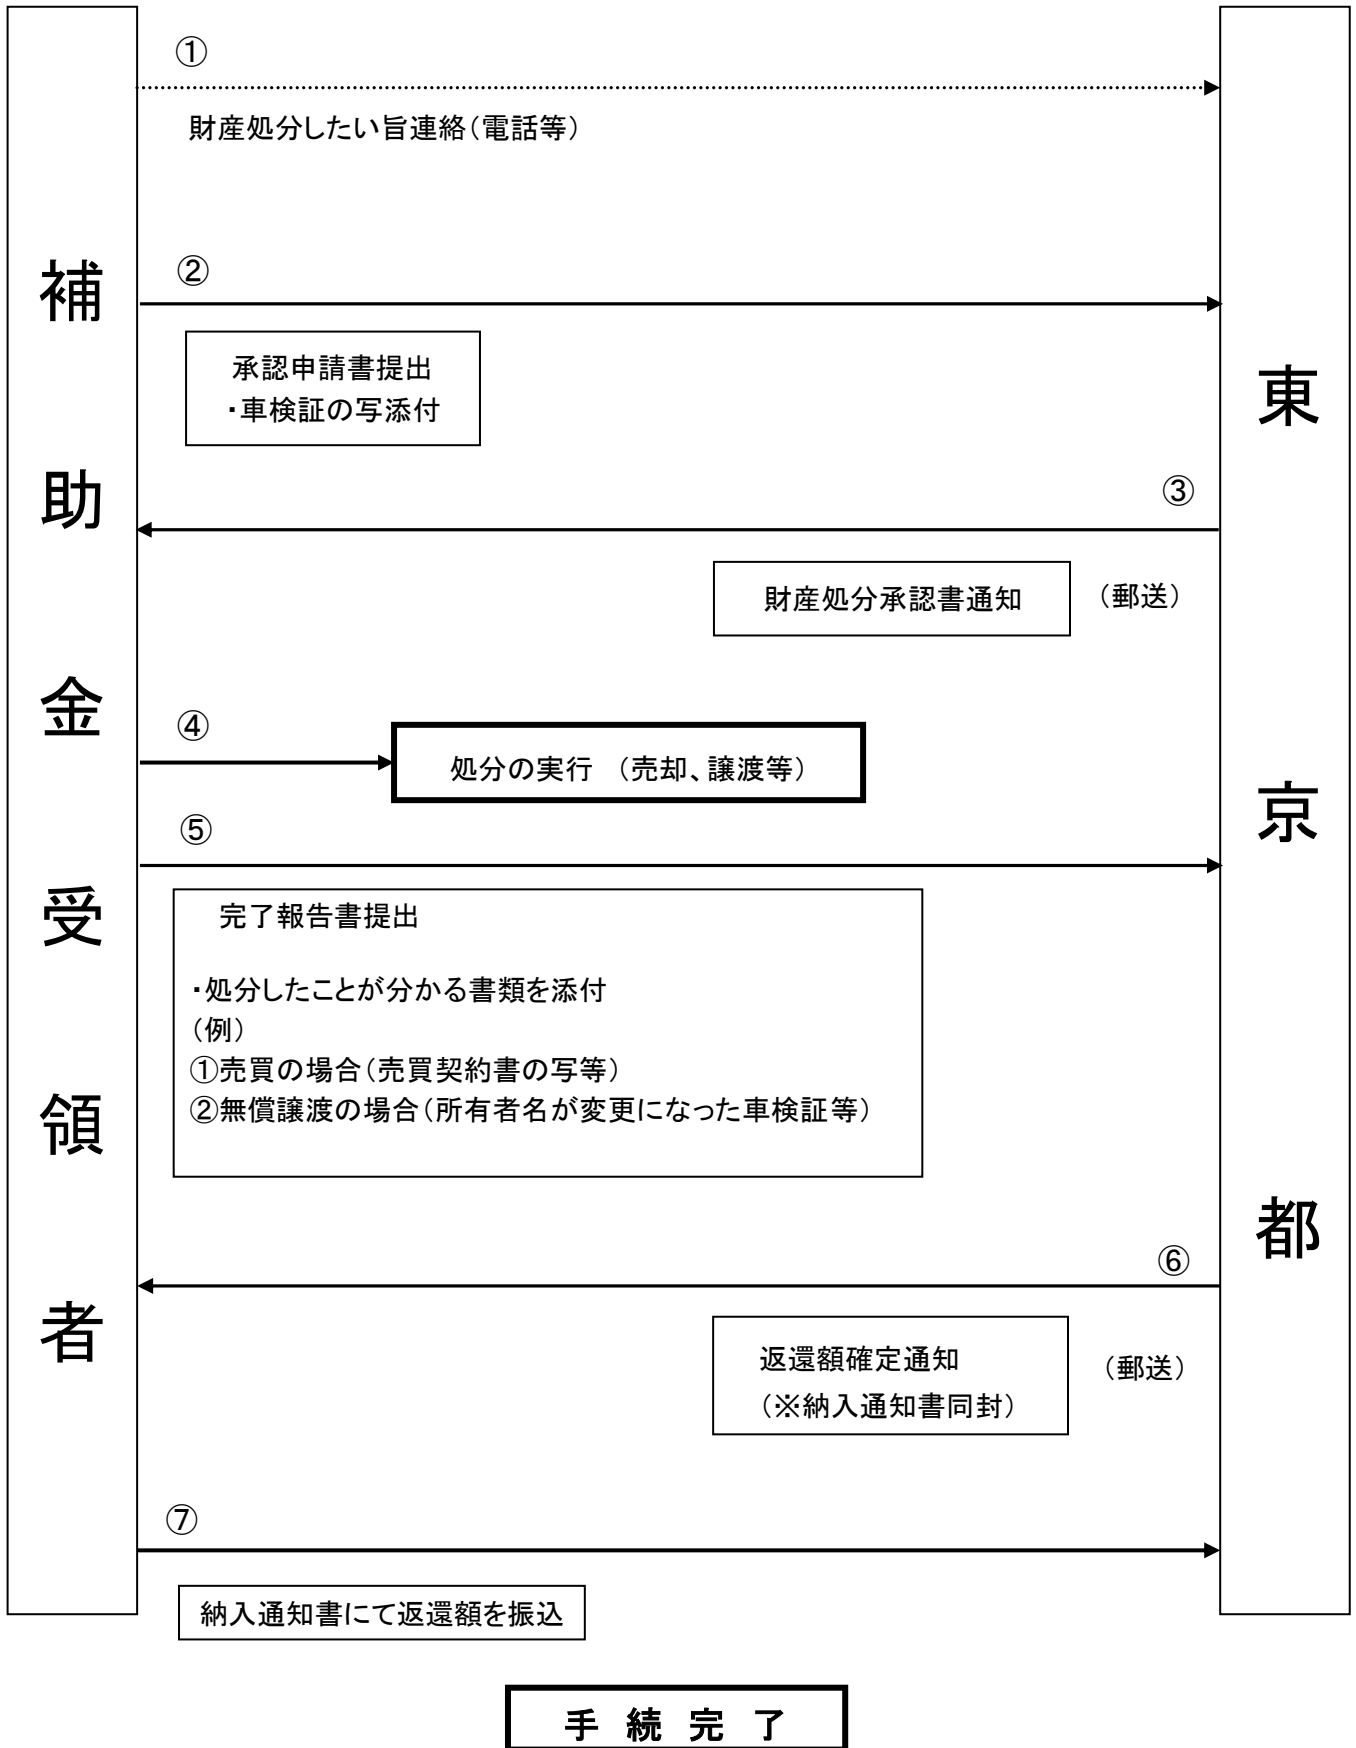 補助金受領者
東京都
①
財産処分したい旨連絡(電話等)
②
承認申請書提出
・車検証の写添付
③
財産処分承認書通知
(郵送)
④
処分の実行 (売却、譲渡等)
⑤
完了報告書提出
・処分したことが分かる書類を添付
(例)
①売買の場合(売買契約書の写等)
②無償譲渡の場合(所有者名が変更になった車検証等)
⑥
返還額確定通知
(※納入通知書同封)
(郵送)
⑦
納入通知書にて返還額を振込
手続完了